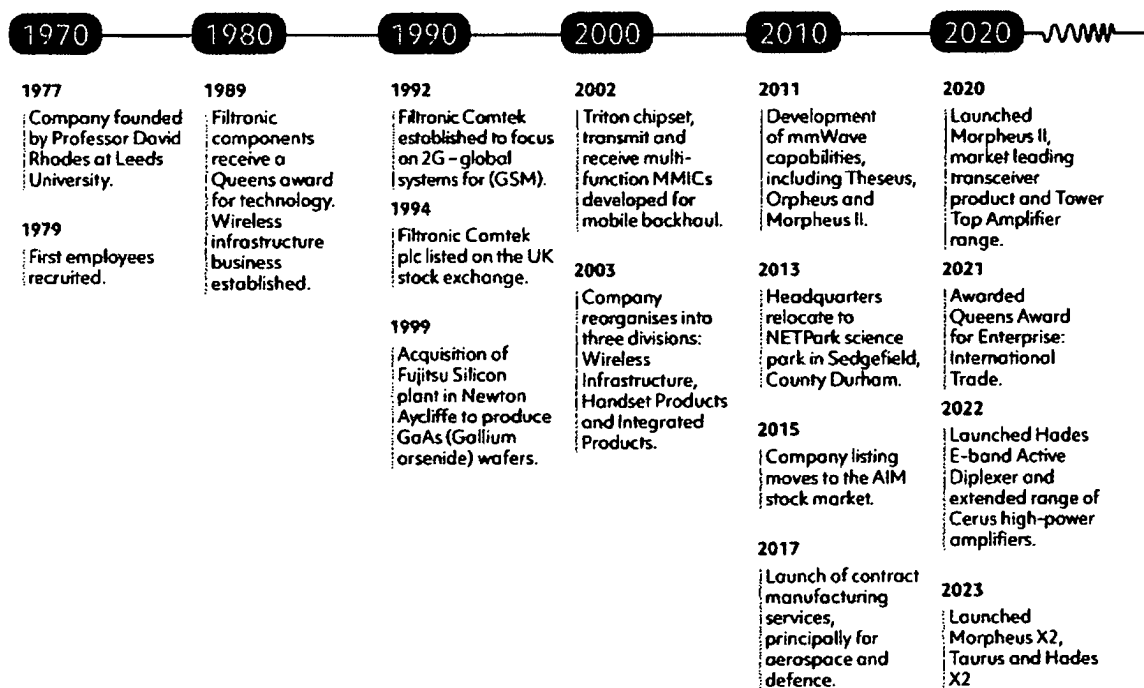 1970
1980
1990
2000
2010
2020
1977
Company founded
by Professor David
Rhodes at Leeds
University.
1979
First employees
recruited.
1989
Filtronic
components
receive a
Queens award
for technology.
Wireless
infrastructure
business
established.
1992
Filtronic Comtek
established to focus
on 2G – global
systems for (GSM).
1994
Filtronic Comtek
plc listed on the UK
stock exchange.
1999
Acquisition of
Fujitsu Silicon
plant in Newton
Aycliffe to produce
GaAs (Gallium
arsenide) wafers.
2002
Triton chipset,
transmit and
receive multi-
function MMICs
developed for
mobile backhaul.
2003
Company
reorganises into
three divisions:
Wireless
Infrastructure,
Handset Products
and Integrated
Products.
2011
Development
of mmWave
capabilities,
including Theseus,
Orpheus and
Morpheus II.
2013
Headquarters
relocate to
NETPark science
park in Sedgefield,
County Durham.
2015
Company listing
moves to the AIM
stock market.
2017
Launch of contract
manufacturing
services,
principally for
aerospace and
defence.
2020
Launched
Morpheus II,
market leading
transceiver
product and Tower
Top Amplifier
range.
2021
Awarded
Queens Award
for Enterprise:
International
Trade.
2022
Launched Hades
E-band Active
Diplexer and
extended range of
Cerus high-power
amplifiers.
2023
Launched
Morpheus X2,
Taurus and Hades
X2